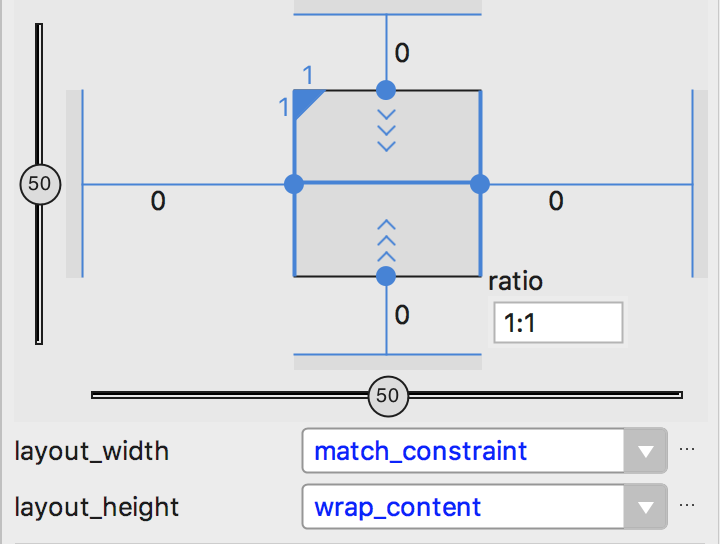 0
1
1
50
0
0
ratio
0
1:1
50
layout_width
match_constraint
...
layout_height
wrap_content
...